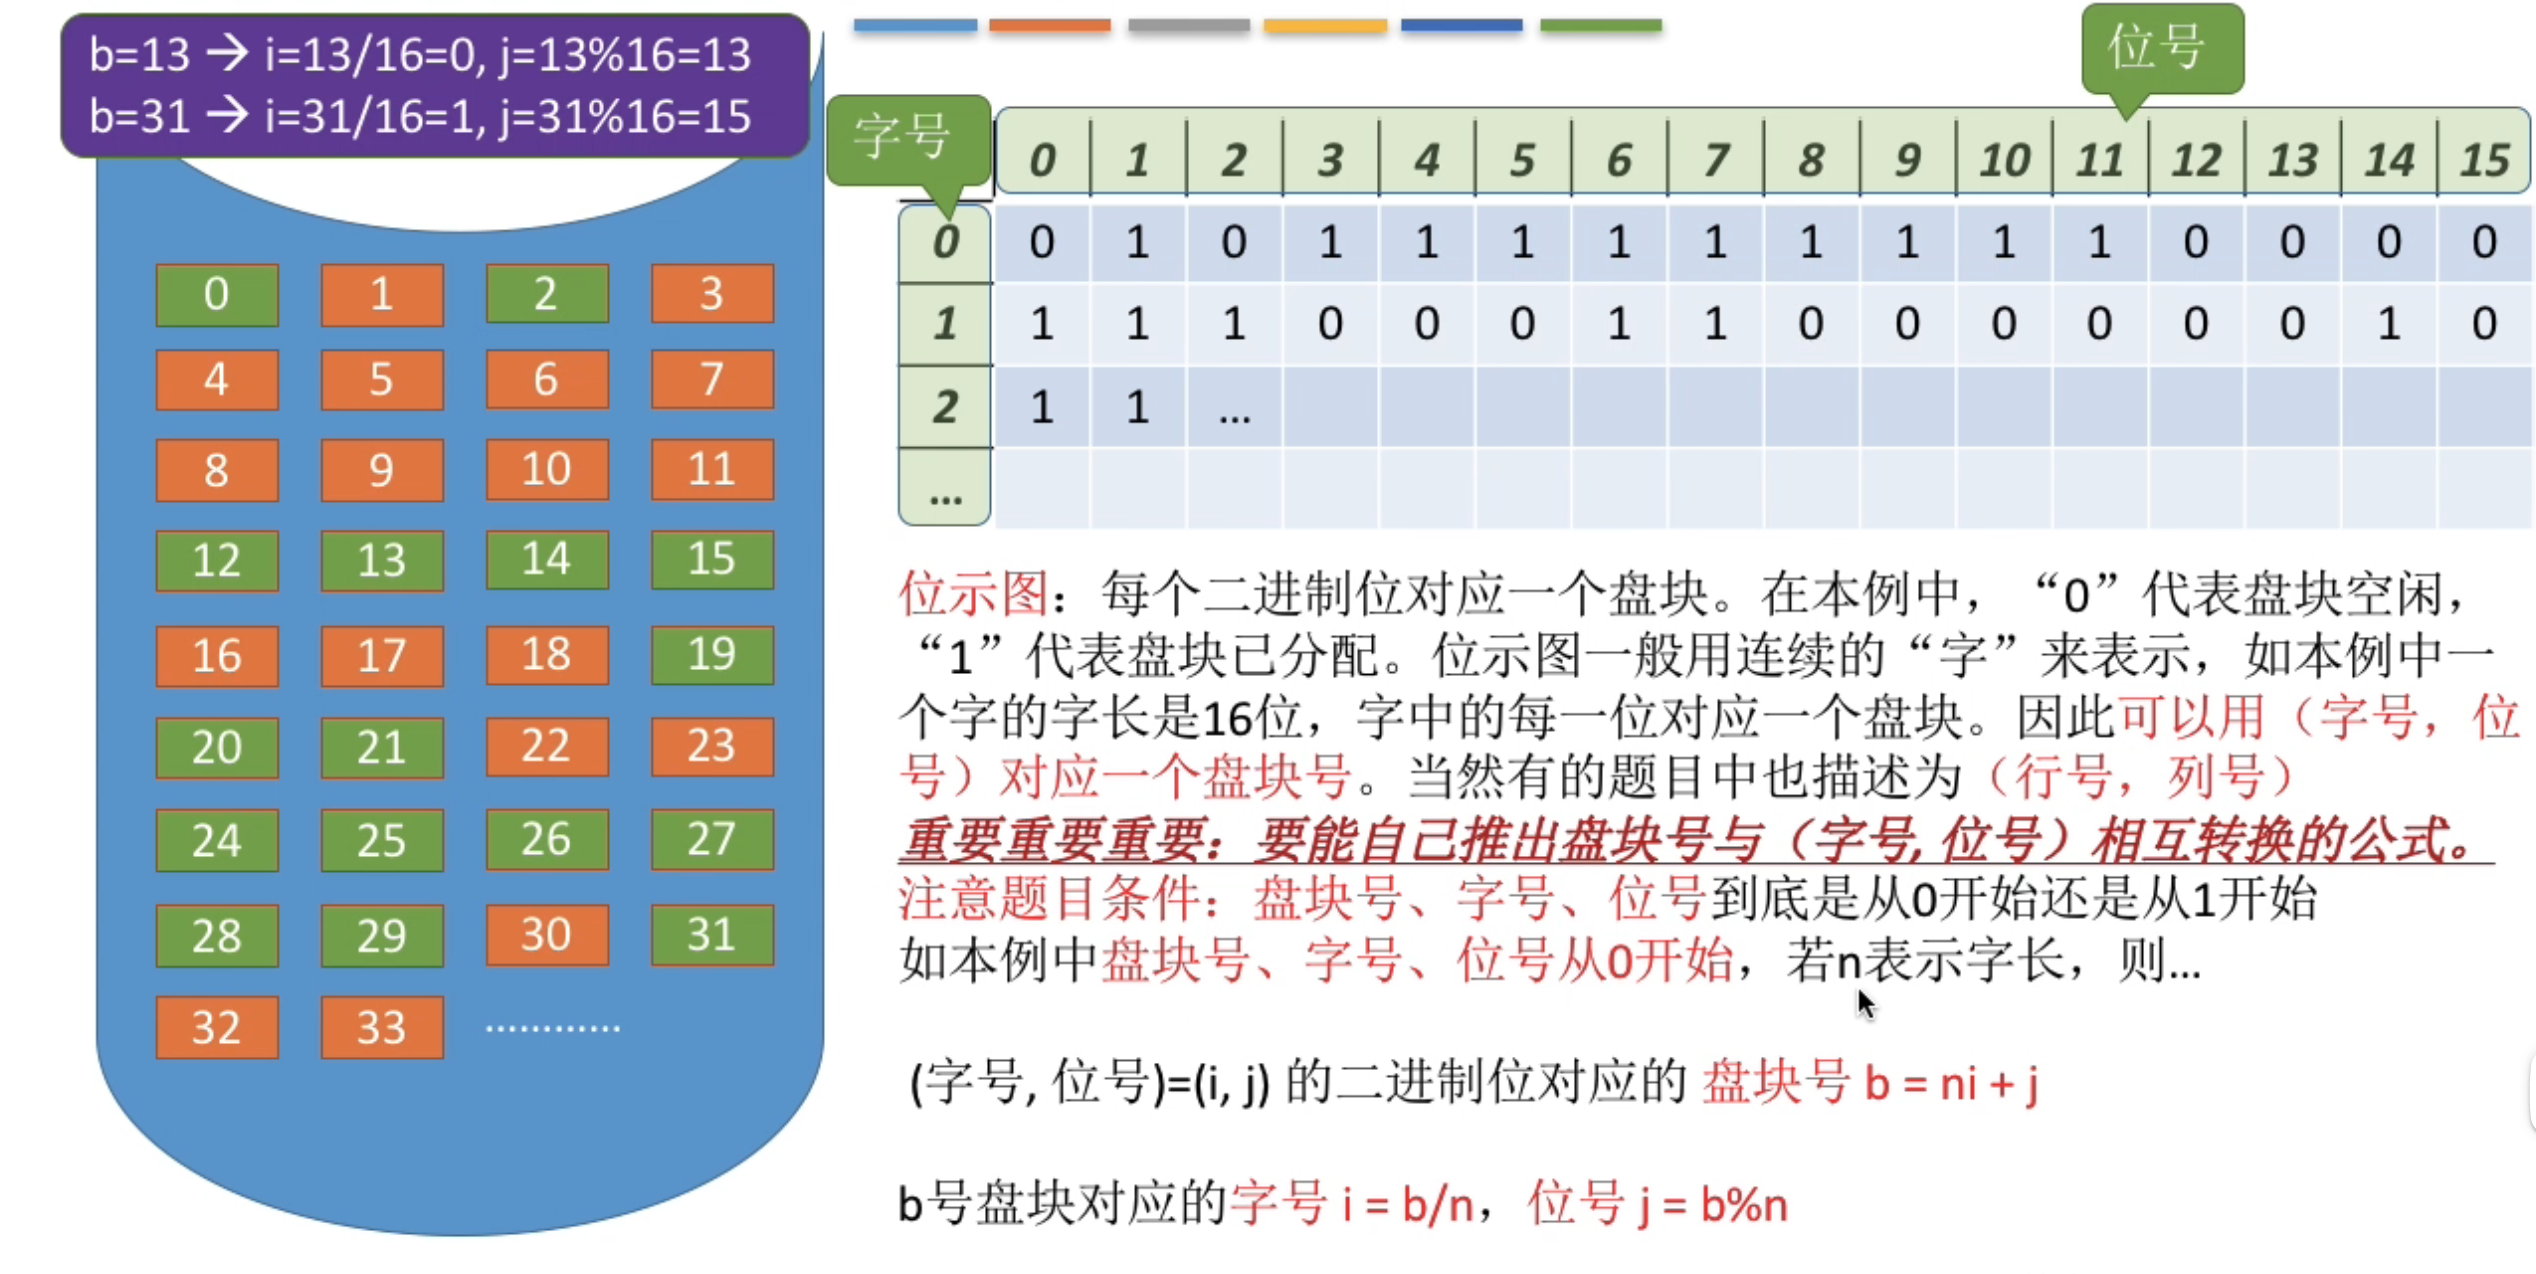 b=13 → i=13/16=0, j=13%16=13
b=31 → i=31/16=1, j=31%16=15
0 1 2 3
4 5 6 7
8 9 10 11
12 13 14 15
16 17 18 19
20 21 22 23
24 25 26 27
28 29 30 31
32 33 …………
位号
字号
0 1 2 3 4 5 6 7 8 9 10 11 12 13 14 15
0 0 1 0 1 1 1 1 1 1 1 1 1 0 0 0 0
1 1 1 1 0 0 0 1 1 0 0 0 0 0 0 1 0
2 1 1 ...
...
位示图：每个二进制位对应一个盘块。在本例中，“0”代表盘块空闲，
“1”代表盘块已分配。位示图一般用连续的“字”来表示，如本例中一
个字的字长是16位，字中的每一位对应一个盘块。因此可以用（字号，位
号）对应一个盘块号。当然有的题目中也描述为（行号，列号）
重要重要重要：要能自己推出盘块号与（字号, 位号）相互转换的公式。
注意题目条件：盘块号、字号、位号到底是从0开始还是从1开始
如本例中盘块号、字号、位号从0开始，若n表示字长，则...
(字号, 位号)=(i, j) 的二进制位对应的 盘块号 b = ni + j
b号盘块对应的字号 i = b/n，位号 j = b%n